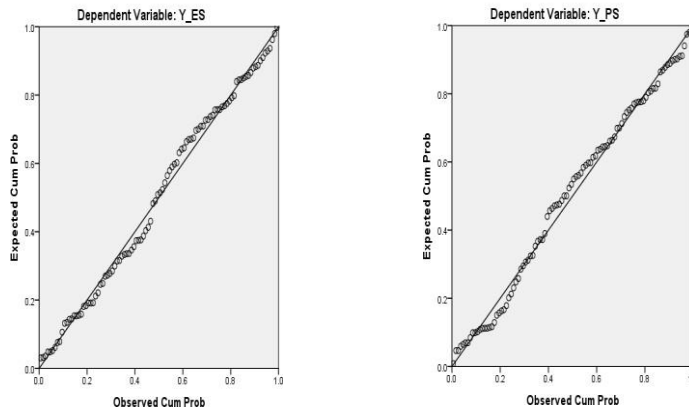 Dependent Variable: Y_ES
1.0
0.8
0.6
0.4
0.2
0.0
Expected Cum Prob
0.0 0.2 0.4 0.6 0.8 1.0
Observed Cum Prob
Dependent Variable: Y_PS
1.0
0.8
0.6
0.4
0.2
0.0
Expected Cum Prob
0.0 0.2 0.4 0.6 0.8
Observed Cum Prob